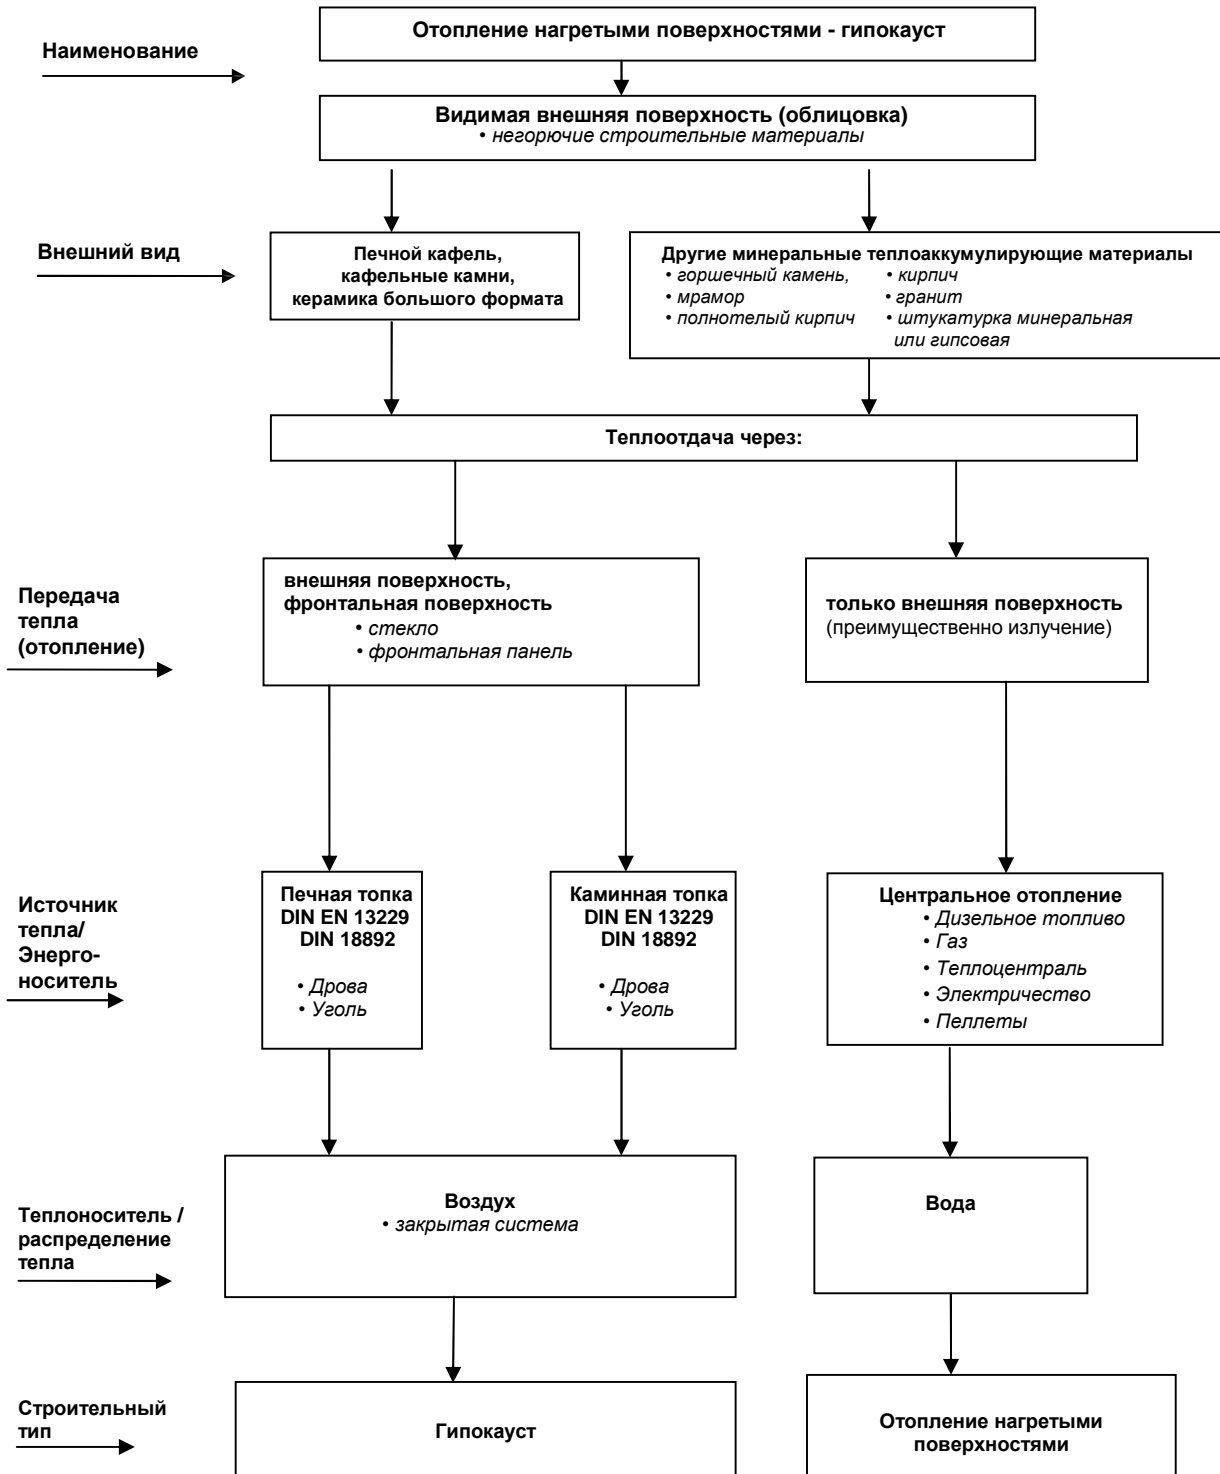 Наименование
Отопление нагретыми поверхностями - гипокауст
Видимая внешняя поверхность (облицовка)
• негорючие строительные материалы
Внешний вид
Печной кафель,
кафельные камни,
керамика большого формата
Другие минеральные теплоаккумулирующие материалы
• горшечный камень, • кирпич
• мрамор • гранит
• полнотелый кирпич • штукатурка минеральная
или гипсовая
Теплоотдача через:
Передача
тепла
(отопление)
внешняя поверхность,
фронтальная поверхность
• стекло
• фронтальная панель
только внешняя поверхность
(преимущественно излучение)
Источник
тепла/
Энерго-
носитель
Печная топка
DIN EN 13229
DIN 18892
• Дрова
• Уголь
Каминная топка
DIN EN 13229
DIN 18892
• Дрова
• Уголь
Центральное отопление
• Дизельное топливо
• Газ
• Теплоцентраль
• Электричество
• Пеллеты
Теплоноситель /
распределение
тепла
Воздух
• закрытая система
Вода
Строительный
тип
Гипокауст
Отопление нагретыми
поверхностями